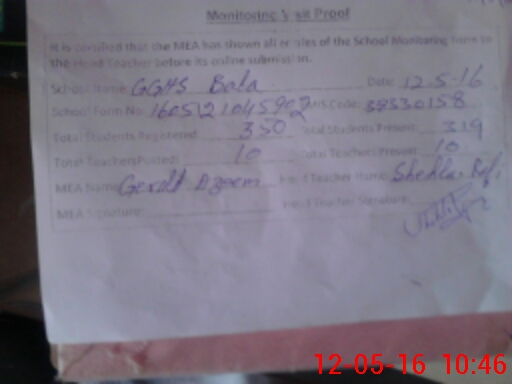 Monitoring Visit Proof
It is certified that the MEA has shown all entries of the School Monitoring Form to
the Head Teacher before its online submission.
School Name: GGHS Bala Date: 12.5-16
School Form No: 160512104590 EMIS Code: 38330158
Total Students Registered: 350 Total Students Present: 319
Total Teachers Posted: 10 Total Teachers Present: 10
MEA Name: Gerald Azeem Head Teacher Name: Shehla
MEA Signature: Head Teacher Signature:
12-05-16 10:46